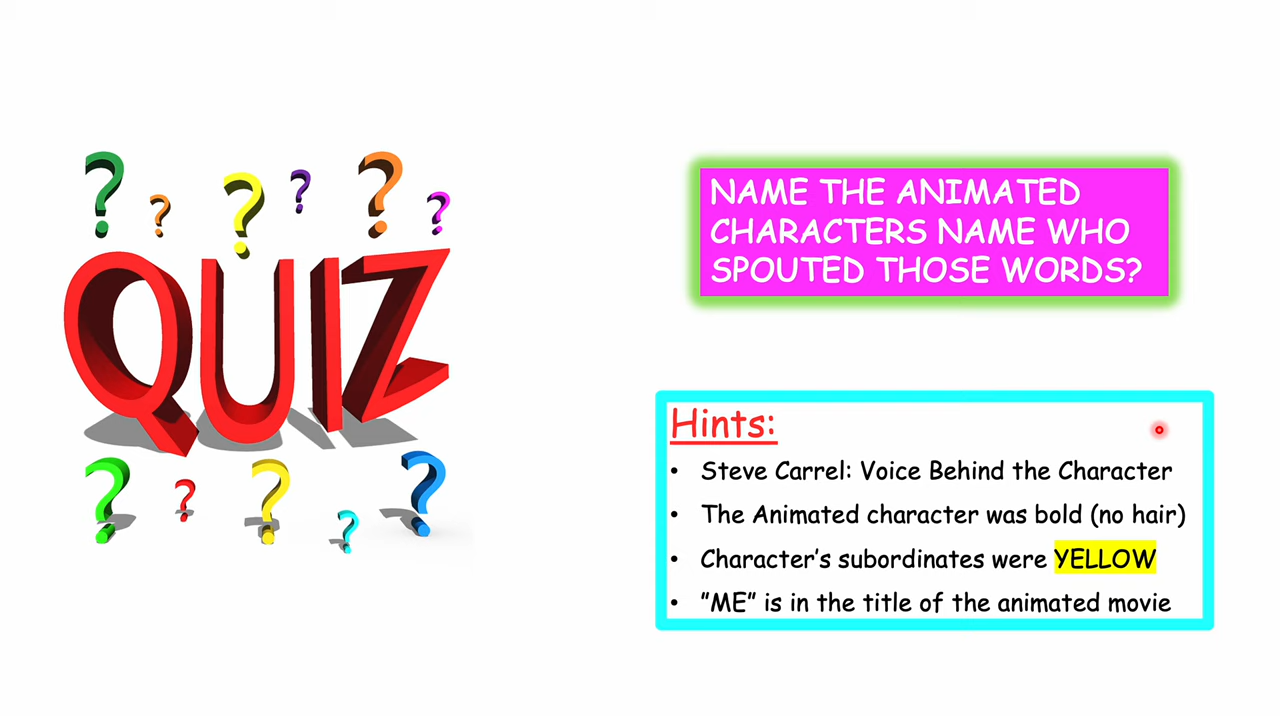 QUIZ
NAME THE ANIMATED
CHARACTERS NAME WHO
SPOUTED THOSE WORDS?
Hints:
• Steve Carrel: Voice Behind the Character
• The Animated character was bold (no hair)
• Character’s subordinates were YELLOW
• ”ME” is in the title of the animated movie